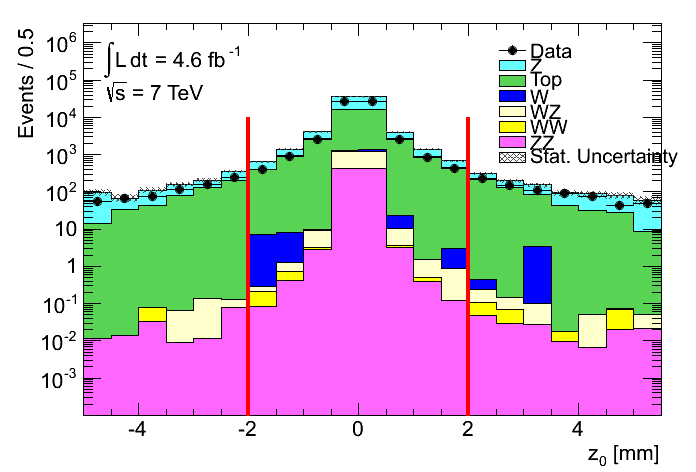 Events / 0.5
10⁶
10⁵
10⁴
10³
10²
10
1
10⁻¹
10⁻²
10⁻³
∫L dt = 4.6 fb⁻¹
√s = 7 TeV
Data
Z
Top
W
WZ
WW
ZZ
Stat. Uncertainty
-4 -2 0 2 4
z₀ [mm]